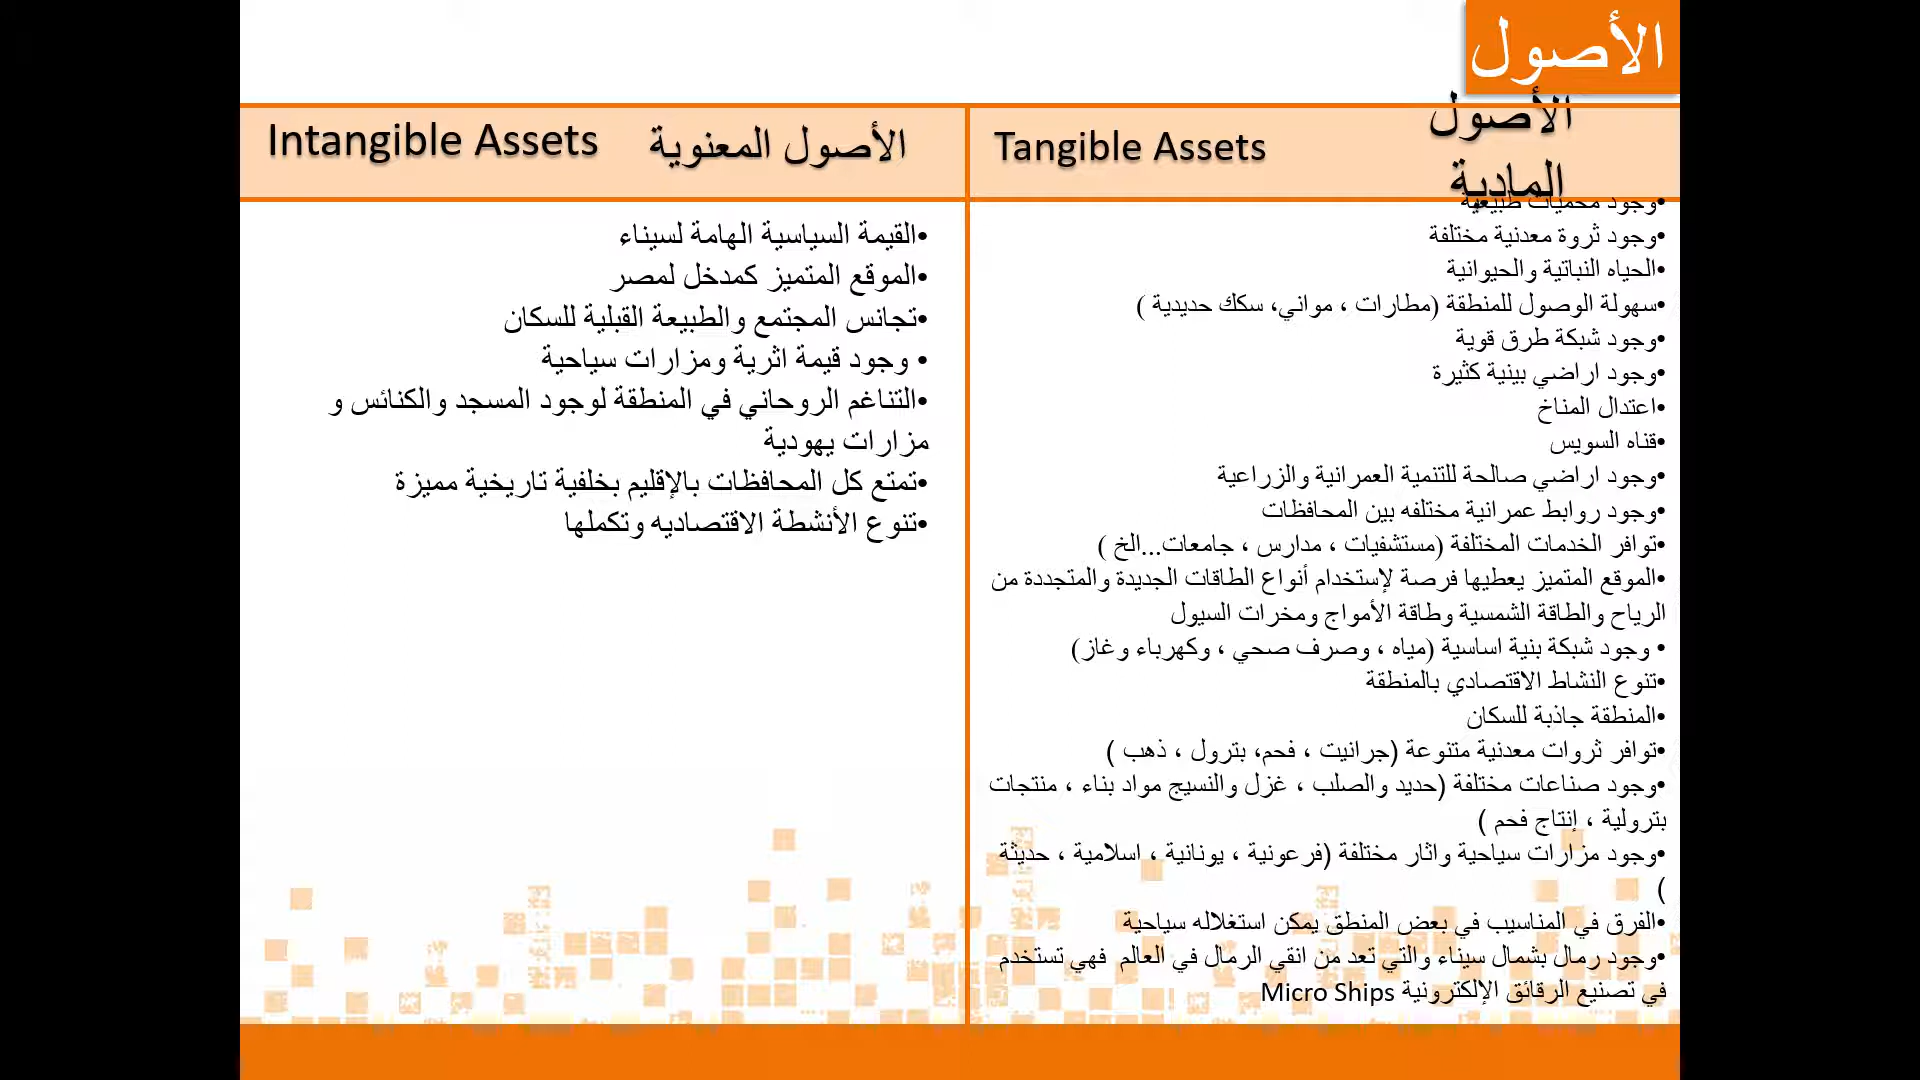 الأصول
الأصول
المادية
Tangible Assets
•وجود محميات طبيعية
•وجود ثروة معدنية مختلفة
•الحياه النباتية والحيوانية
•سهولة الوصول للمنطقة (مطارات ، مواني، سكك حديدية )
•وجود شبكة طرق قوية
•وجود اراضي بينية كثيرة
•اعتدال المناخ
•قناه السويس
•وجود اراضي صالحة للتنمية العمرانية والزراعية
•وجود روابط عمرانية مختلفه بين المحافظات
•توافر الخدمات المختلفة (مستشفيات ، مدارس ، جامعات...الخ )
•الموقع المتميز يعطيها فرصة لإستخدام أنواع الطاقات الجديدة والمتجددة من
الرياح والطاقة الشمسية وطاقة الأمواج ومخرات السيول
• وجود شبكة بنية اساسية (مياه ، وصرف صحي ، وكهرباء وغاز)
•تنوع النشاط الاقتصادي بالمنطقة
•المنطقة جاذبة للسكان
•توافر ثروات معدنية متنوعة (جرانيت ، فحم، بترول ، ذهب )
•وجود صناعات مختلفة (حديد والصلب ، غزل والنسيج مواد بناء ، منتجات
بترولية ، إنتاج فحم )
•وجود مزارات سياحية واثار مختلفة (فرعونية ، يونانية ، اسلامية ، حديثة
)
•الفرق في المناسيب في بعض المنطق يمكن استغلاله سياحية
•وجود رمال بشمال سيناء والتي تعد من انقي الرمال في العالم فهي تستخدم
في تصنيع الرقائق الإلكترونية Micro Ships
الأصول المعنوية Intangible Assets
•القيمة السياسية الهامة لسيناء
•الموقع المتميز كمدخل لمصر
•تجانس المجتمع والطبيعة القبلية للسكان
• وجود قيمة اثرية ومزارات سياحية
•التناغم الروحاني في المنطقة لوجود المسجد والكنائس و
مزارات يهودية
•تمتع كل المحافظات بالإقليم بخلفية تاريخية مميزة
•تنوع الأنشطة الاقتصاديه وتكملها